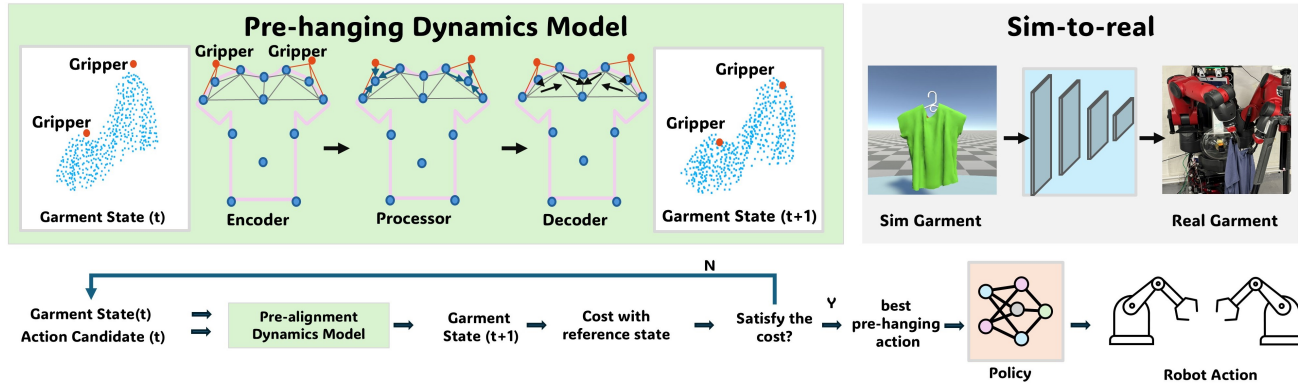 Pre-hanging Dynamics Model
Gripper
Gripper
Garment State (t)
Gripper
Gripper
Encoder
Processor
Decoder
Gripper
Gripper
Garment State (t+1)
Sim-to-real
Sim Garment
Real Garment
N
Garment State(t)
Action Candidate (t)
Pre-alignment
Dynamics Model
Garment
State (t+1)
Cost with
reference state
Satisfy the
cost?
Y
best
pre-hanging
action
Policy
Robot Action